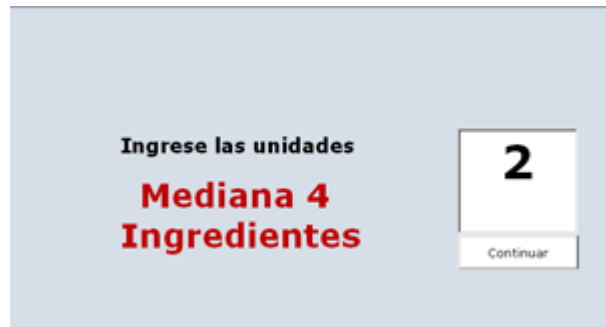 Ingrese las unidades
Mediana 4
Ingredientes
2
Continuar